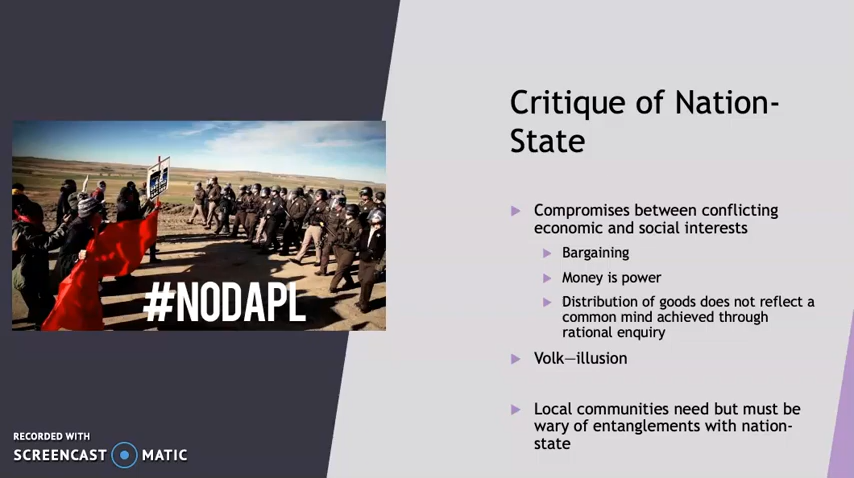 Critique of Nation-
State
Compromises between conflicting
economic and social interests
Bargaining
Money is power
Distribution of goods does not reflect a
common mind achieved through
rational enquiry
Volk—illusion
Local communities need but must be
wary of entanglements with nation-
state
#NODAPL
RECORDED WITH
SCREENCAST MATIC